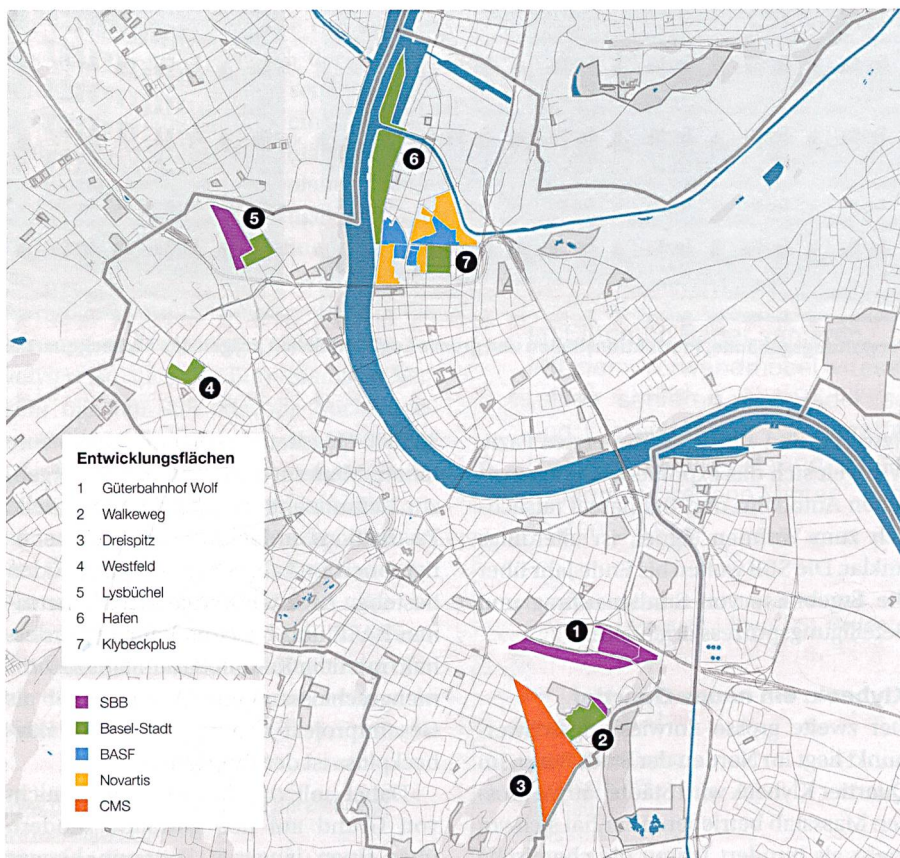 6
5
7
4
Entwicklungsflächen
1 Güterbahnhof Wolf
2 Walkeweg
3 Dreispitz
4 Westfeld
5 Lysbüchel
6 Hafen
7 Klybeckplus
SBB
Basel-Stadt
BASF
Novartis
CMS
1
2
3